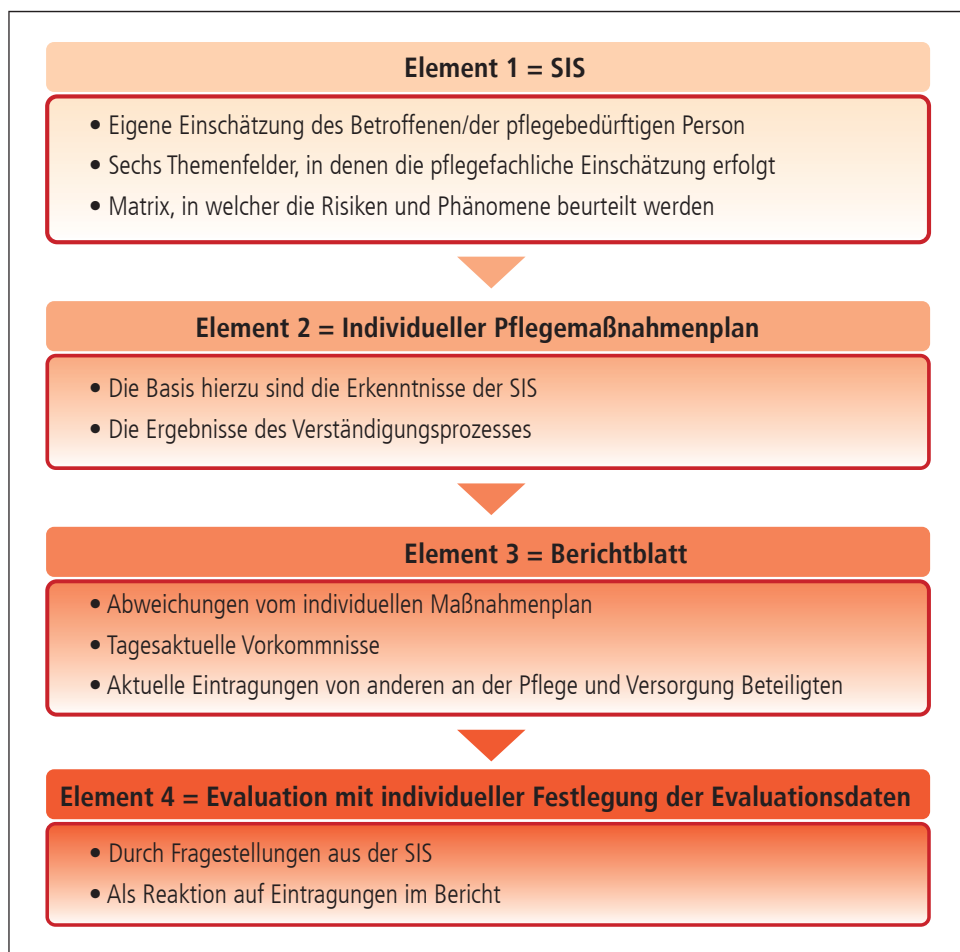 Element 1 = SIS
• Eigene Einschätzung des Betroffenen/der pflegebedürftigen Person
• Sechs Themenfelder, in denen die pflegefachliche Einschätzung erfolgt
• Matrix, in welcher die Risiken und Phänomene beurteilt werden
Element 2 = Individueller Pflegemaßnahmenplan
• Die Basis hierzu sind die Erkenntnisse der SIS
• Die Ergebnisse des Verständigungsprozesses
Element 3 = Berichtblatt
• Abweichungen vom individuellen Maßnahmenplan
• Tagesaktuelle Vorkommnisse
• Aktuelle Eintragungen von anderen an der Pflege und Versorgung Beteiligten
Element 4 = Evaluation mit individueller Festlegung der Evaluationsdaten
• Durch Fragestellungen aus der SIS
• Als Reaktion auf Eintragungen im Bericht